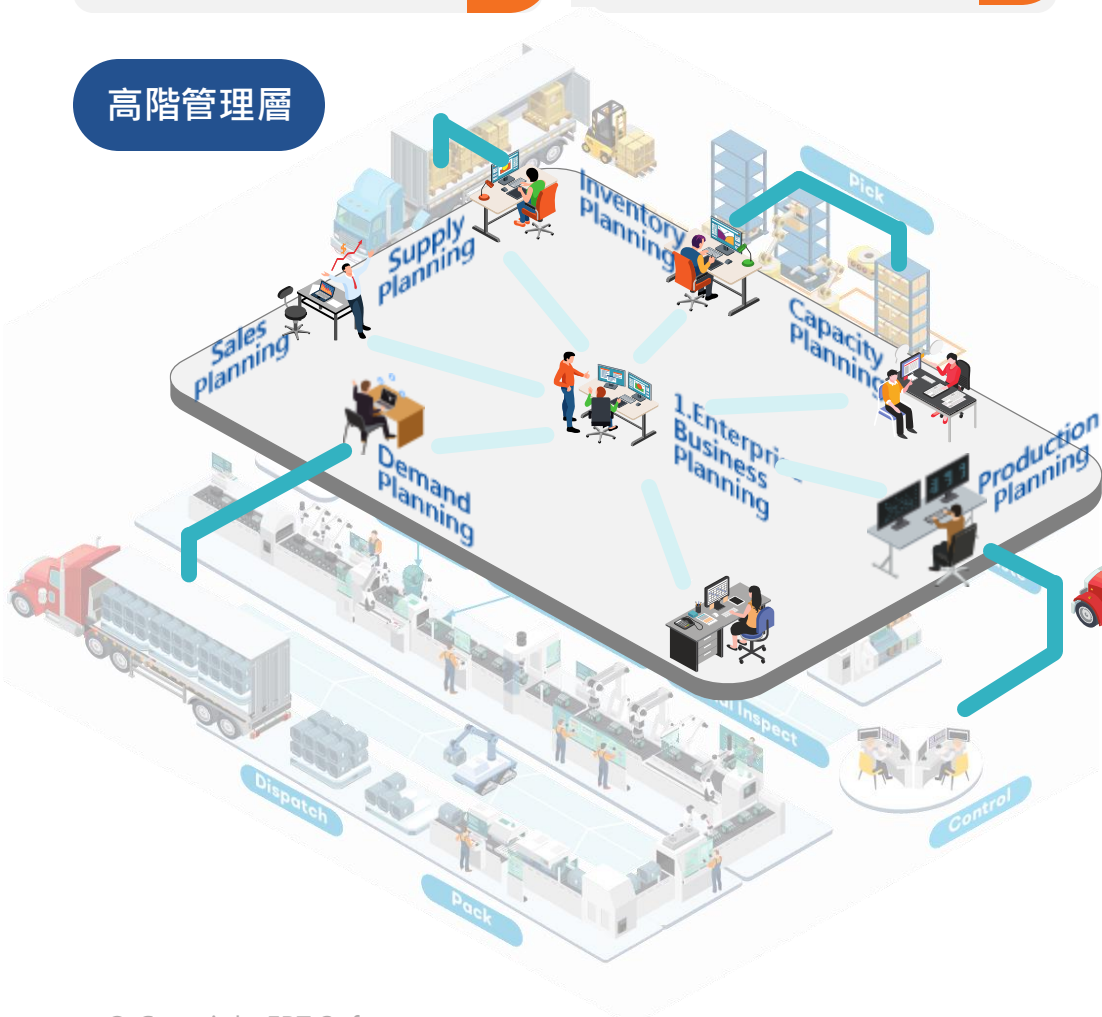 高階管理層
Pick
Inventory
Planning
Supply
Planning
Capacity
Planning
Sales
Planning
1.Enterprise
Business
Planning
Production
Planning
Demand
Planning
Inspect
Dispatch
Control
Pack